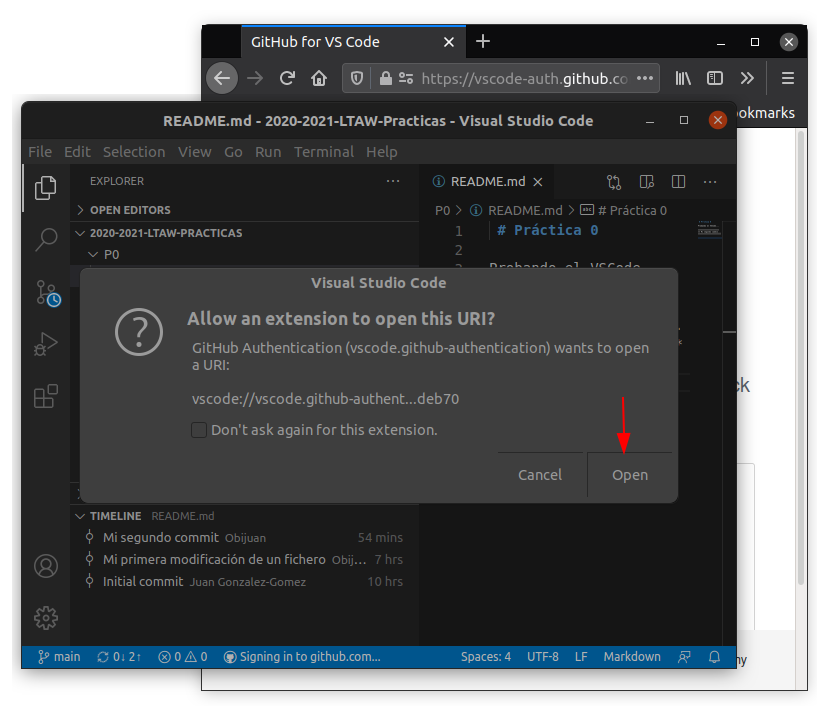 GitHub for VS Code
https://vscode-auth.github.co
README.md - 2020-2021-LTAW-Practicas - Visual Studio Code
okmarks
File Edit Selection View Go Run Terminal Help
EXPLORER
README.md
OPEN EDITORS
P0 > README.md > # Práctica 0
2020-2021-LTAW-PRACTICAS
1 # Práctica 0
P0
2
Probando el VSCode
Visual Studio Code
Allow an extension to open this URI?
GitHub Authentication (vscode.github-authentication) wants to open
a URI:
vscode://vscode.github-authent...deb70
ck
Don't ask again for this extension.
Cancel Open
TIMELINE README.md
Mi segundo commit Obijuan 54 mins
Mi primera modificación de un fichero Obij... 7 hrs
Initial commit Juan Gonzalez-Gomez 10 hrs
main 0↓ 2↑ 0 0 Signing in to github.com... Spaces: 4 UTF-8 LF Markdown
ny